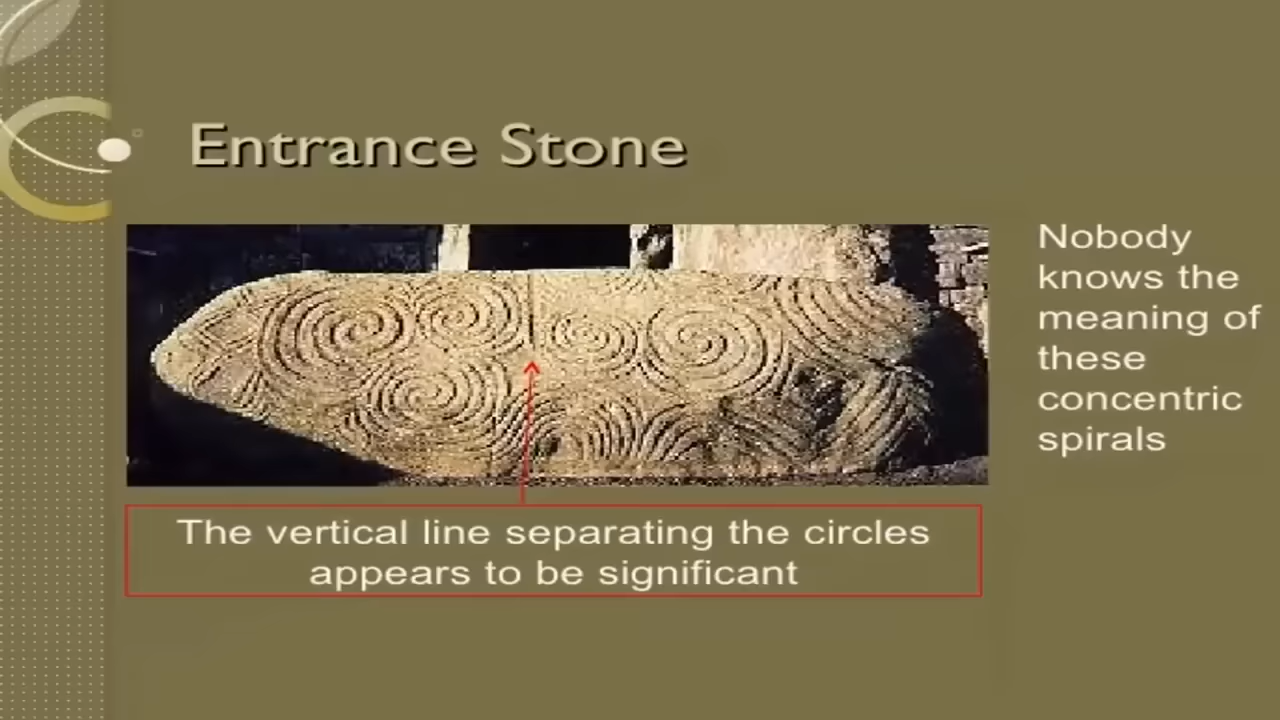 Entrance Stone
Nobody
knows the
meaning of
these
concentric
spirals
The vertical line separating the circles
appears to be significant